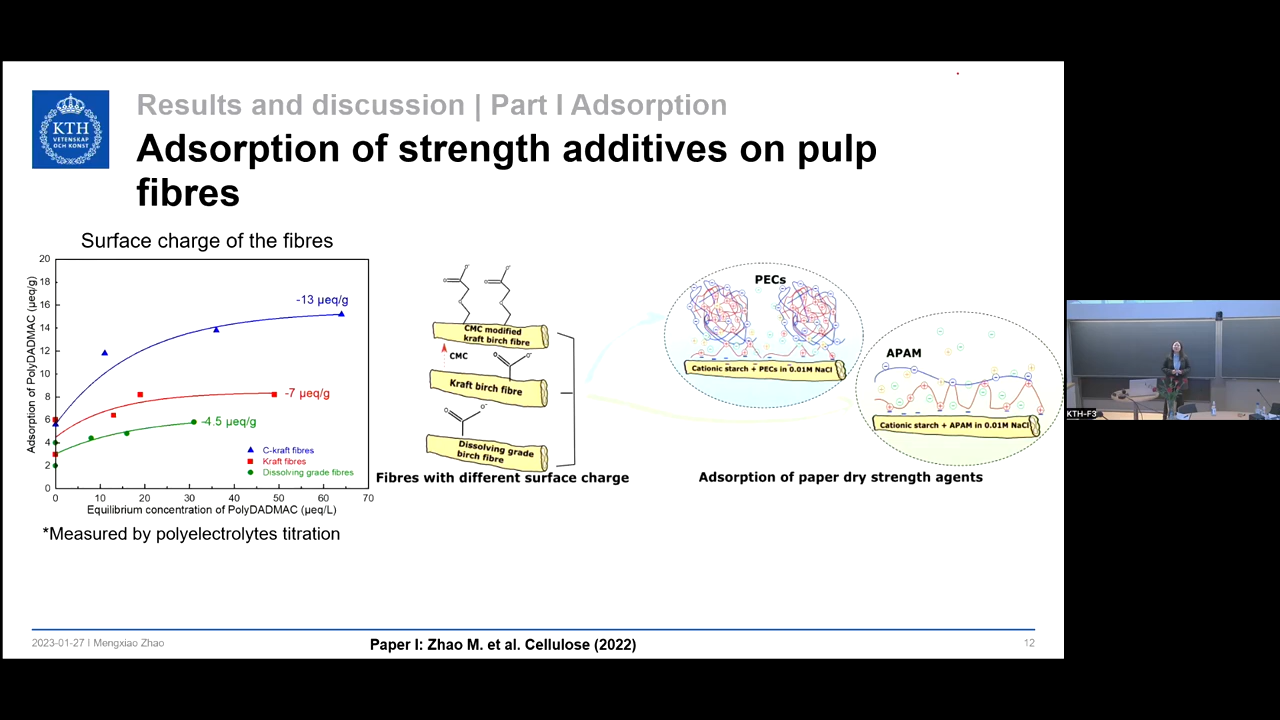 Results and discussion | Part I Adsorption
KTH
VETENSKAP
OCH KONST
Adsorption of strength additives on pulp
fibres
Surface charge of the fibres
Adsorption of PolyDADMAC (µeq/g)
20
18
16
14
12
10
8
6
4
2
0
-13 µeq/g
-7 µeq/g
-4.5 µeq/g
C-kraft fibres
Kraft fibres
Dissolving grade fibres
0 10 20 30 40 50 60 70
Equilibrium concentration of PolyDADMAC (µeq/L)
*Measured by polyelectrolytes titration
CMC modified
kraft birch fibre
CMC
Kraft birch fibre
Dissolving grade
birch fibre
Fibres with different surface charge
PECs
Cationic starch + PECs in 0.01M NaCl
APAM
Cationic starch + APAM in 0.01M NaCl
Adsorption of paper dry strength agents
KTH-F3
2023-01-27 | Mengxiao Zhao
Paper I: Zhao M. et al. Cellulose (2022)
12